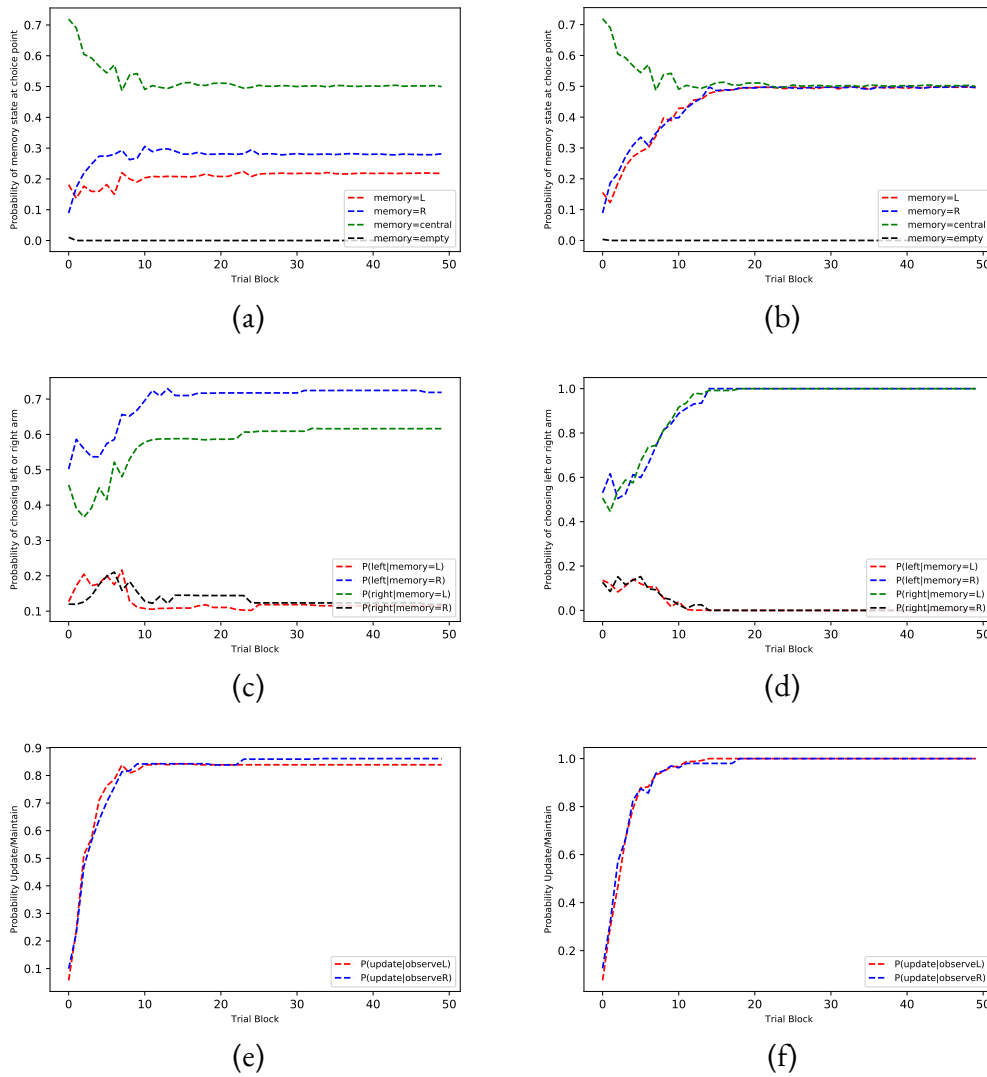 Probability of memory state at choice point
0.7
0.6
0.5
0.4
0.3
0.2
0.1
0.0
memory=L
memory=R
memory=central
memory=empty
0 10 20 30 40 50
Trial Block
(a)
Probability of memory state at choice point
0.7
0.6
0.5
0.4
0.3
0.2
0.1
0.0
memory=L
memory=R
memory=central
memory=empty
0 10 20 30 40 50
Trial Block
(b)
Probability of choosing left or right arm
0.7
0.6
0.5
0.4
0.3
0.2
0.1
P(left|memory=L)
P(left|memory=R)
P(right|memory=L)
P(right|memory=R)
0 10 20 30 40 50
Trial Block
(c)
Probability of choosing left or right arm
1.0
0.8
0.6
0.4
0.2
0.0
P(left|memory=L)
P(left|memory=R)
P(right|memory=L)
P(right|memory=R)
0 10 20 30 40 50
Trial Block
(d)
Probability Update/Maintain
0.9
0.8
0.7
0.6
0.5
0.4
0.3
0.2
0.1
P(update|observeL)
P(update|observeR)
0 10 20 30 40 50
Trial Block
(e)
Probability Update/Maintain
1.0
0.8
0.6
0.4
0.2
P(update|observeL)
P(update|observeR)
0 10 20 30 40 50
Trial Block
(f)